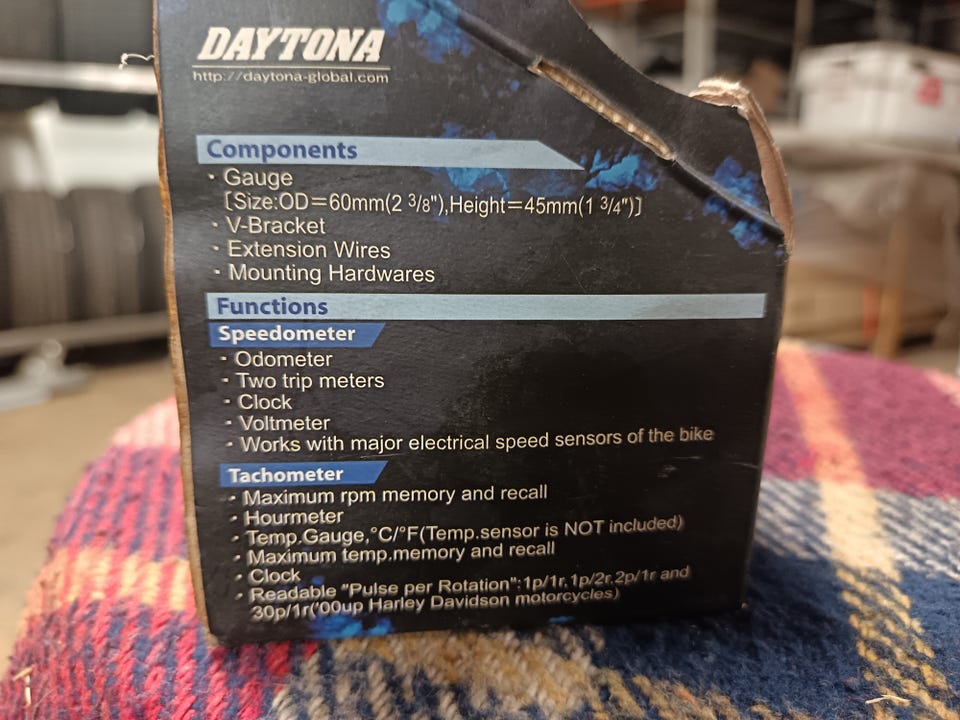 DAYTONA
http://daytona-global.com
Components
· Gauge
[Size:OD=60mm(2 3/8"),Height=45mm(1 3/4")]
· V-Bracket
· Extension Wires
· Mounting Hardwares
Functions
Speedometer
· Odometer
· Two trip meters
· Clock
· Voltmeter
· Works with major electrical speed sensors of the bike
Tachometer
· Maximum rpm memory and recall
· Hourmeter
· Temp.Gauge,°C/°F(Temp.sensor is NOT included)
· Maximum temp.memory and recall
· Clock
· Readable "Pulse per Rotation":1p/1r,1p/2r,2p/1r and
30p/1r('00up Harley Davidson motorcycles)